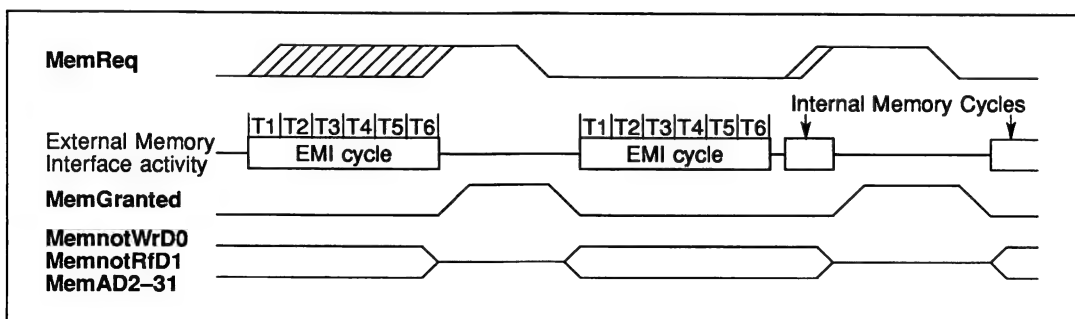 MemReq
Internal Memory Cycles
T1 T2 T3 T4 T5 T6
T1 T2 T3 T4 T5 T6
External Memory
Interface activity
EMI cycle
EMI cycle
MemGranted
MemnotWrD0
MemnotRfD1
MemAD2–31